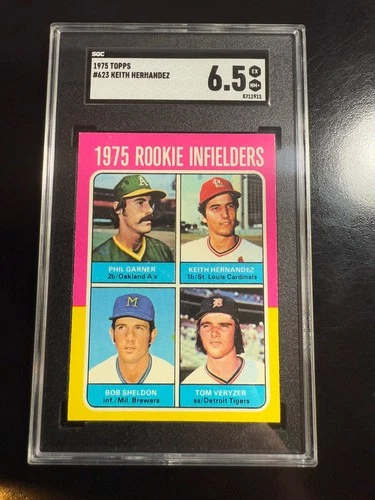 SGC
1975 TOPPS
#623 KEITH HERNANDEZ
6.5
EX
NM+
8711911
1975 ROOKIE INFIELDERS
A's
PHIL GARNER
2b/Oakland A's
KEITH HERNANDEZ
1b/St. Louis Cardinals
M
BOB SHELDON
inf./Mil. Brewers
TOM VERYZER
ss/Detroit Tigers